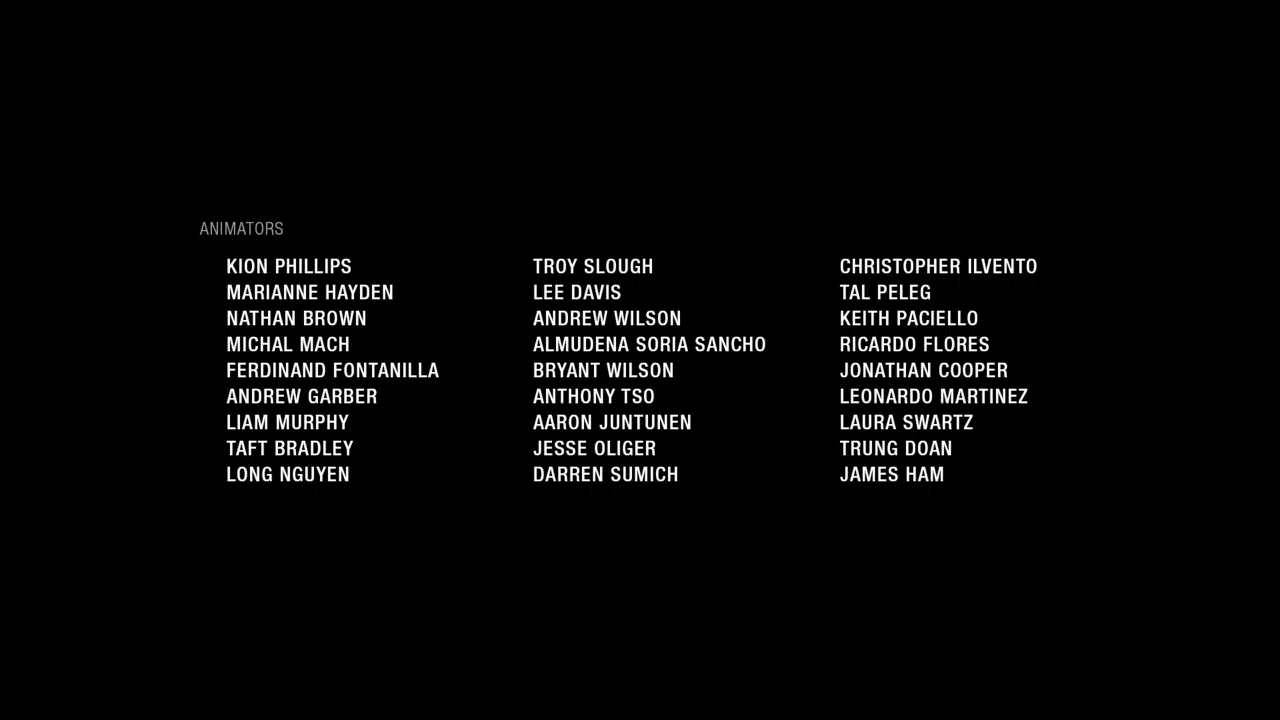 ANIMATORS
KION PHILLIPS
MARIANNE HAYDEN
NATHAN BROWN
MICHAL MACH
FERDINAND FONTANILLA
ANDREW GARBER
LIAM MURPHY
TAFT BRADLEY
LONG NGUYEN
TROY SLOUGH
LEE DAVIS
ANDREW WILSON
ALMUDENA SORIA SANCHO
BRYANT WILSON
ANTHONY TSO
AARON JUNTUNEN
JESSE OLIGER
DARREN SUMICH
CHRISTOPHER ILVENTO
TAL PELEG
KEITH PACIELLO
RICARDO FLORES
JONATHAN COOPER
LEONARDO MARTINEZ
LAURA SWARTZ
TRUNG DOAN
JAMES HAM